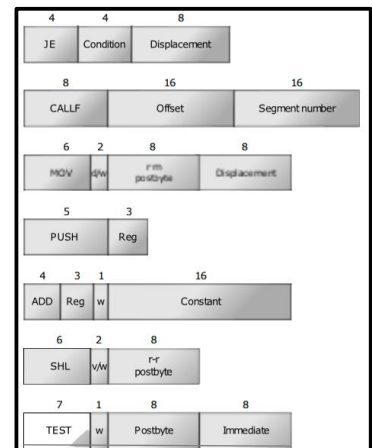 4 4 8
JE Condition Displacement
8 16 16
CALLF Offset Segment number
6 2 8 8
MOV d/w r m postbyte Displacement
5 3
PUSH Reg
4 3 1 16
ADD Reg w Constant
6 2 8
SHL v/w r-r postbyte
7 1 8 8
TEST w Postbyte Immediate